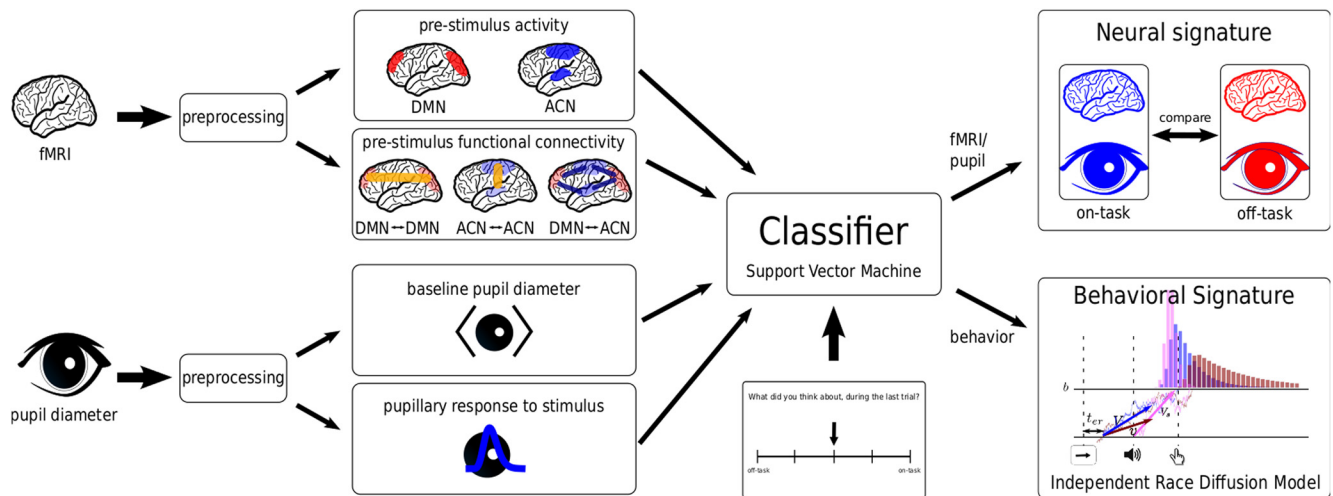 fMRI
preprocessing
pre-stimulus activity
DMN
ACN
pre-stimulus functional connectivity
DMN↔DMN
ACN↔ACN
DMN↔ACN
pupil diameter
preprocessing
baseline pupil diameter
pupillary response to stimulus
Classifier
Support Vector Machine
What did you think about, during the last trial?
off-task
on-task
fMRI/
pupil
behavior
Neural signature
compare
on-task
off-task
Behavioral Signature
b
t_er
V
V_s
υ
Independent Race Diffusion Model